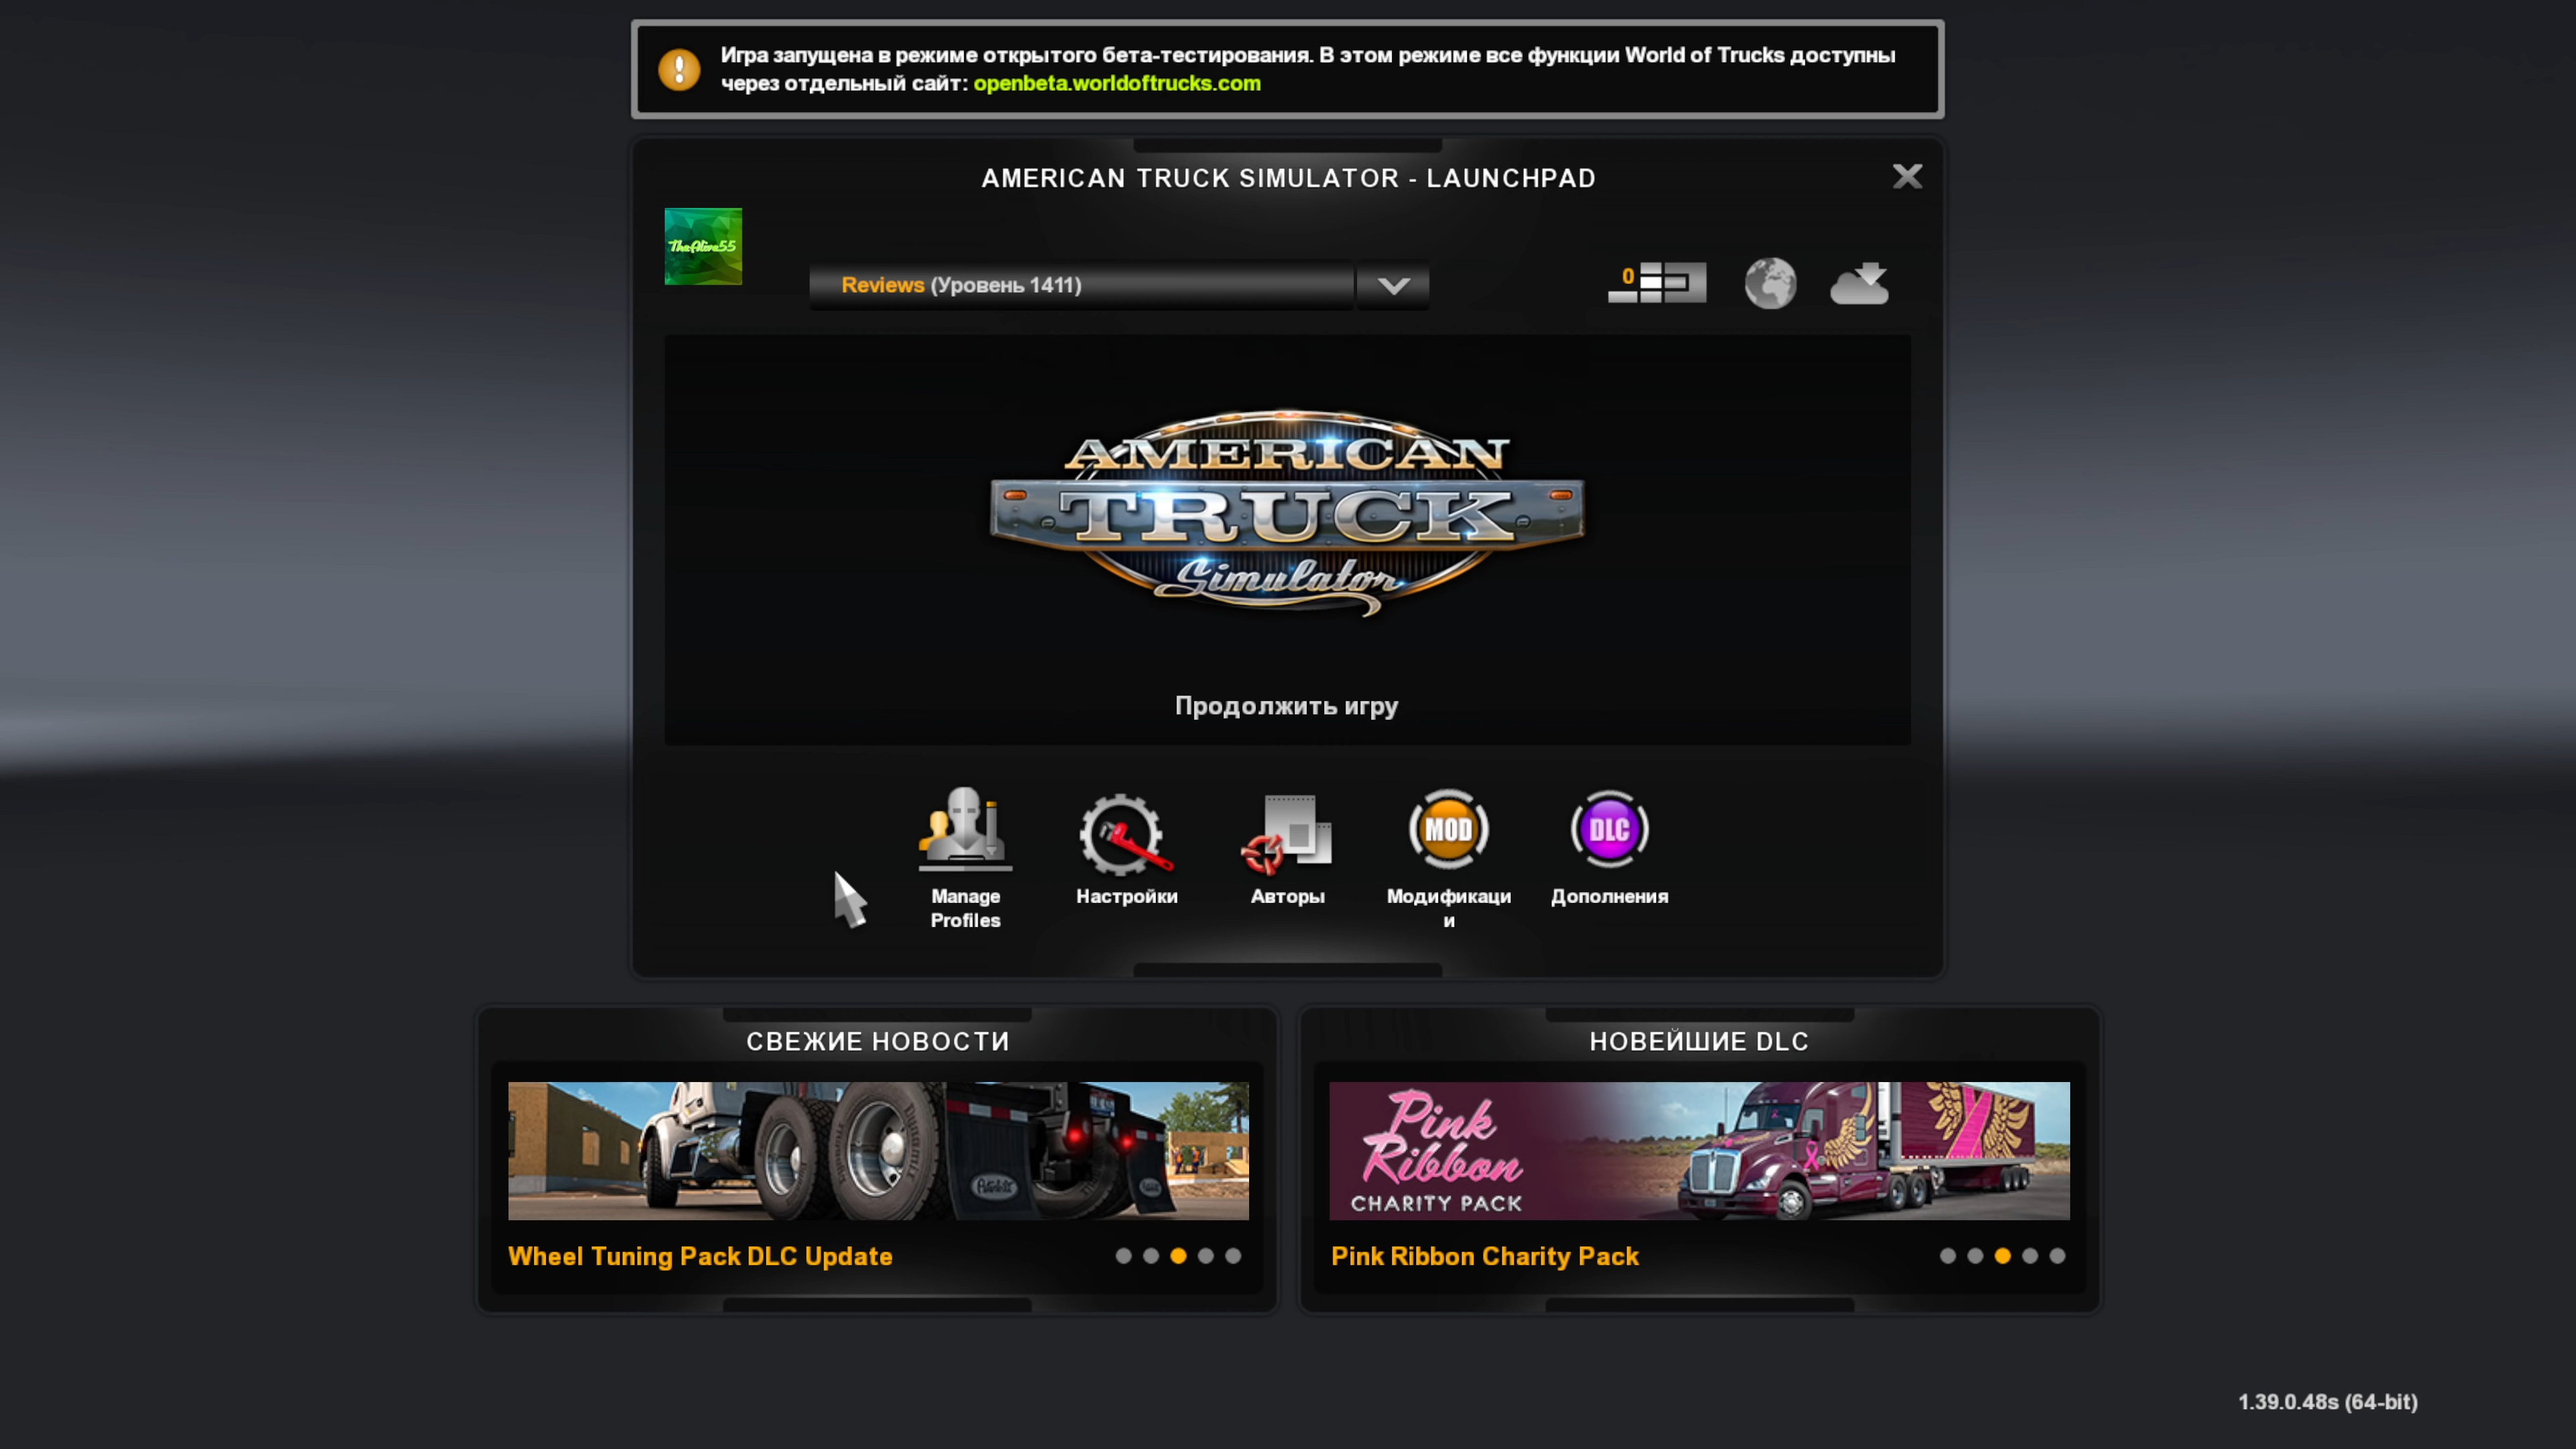 Игра запущена в режиме открытого бета-тестирования. В этом режиме все функции World of Trucks доступны
через отдельный сайт: openbeta.worldoftrucks.com
AMERICAN TRUCK SIMULATOR - LAUNCHPAD
TheAlive55
Reviews (Уровень 1411)
0
AMERICAN
TRUCK
Simulator
Продолжить игру
MOD
DLC
Manage
Profiles
Настройки
Авторы
Модификаци
и
Дополнения
СВЕЖИЕ НОВОСТИ
Peterbilt
Wheel Tuning Pack DLC Update
НОВЕЙШИЕ DLC
Pink
Ribbon
CHARITY PACK
Pink Ribbon Charity Pack
1.39.0.48s (64-bit)